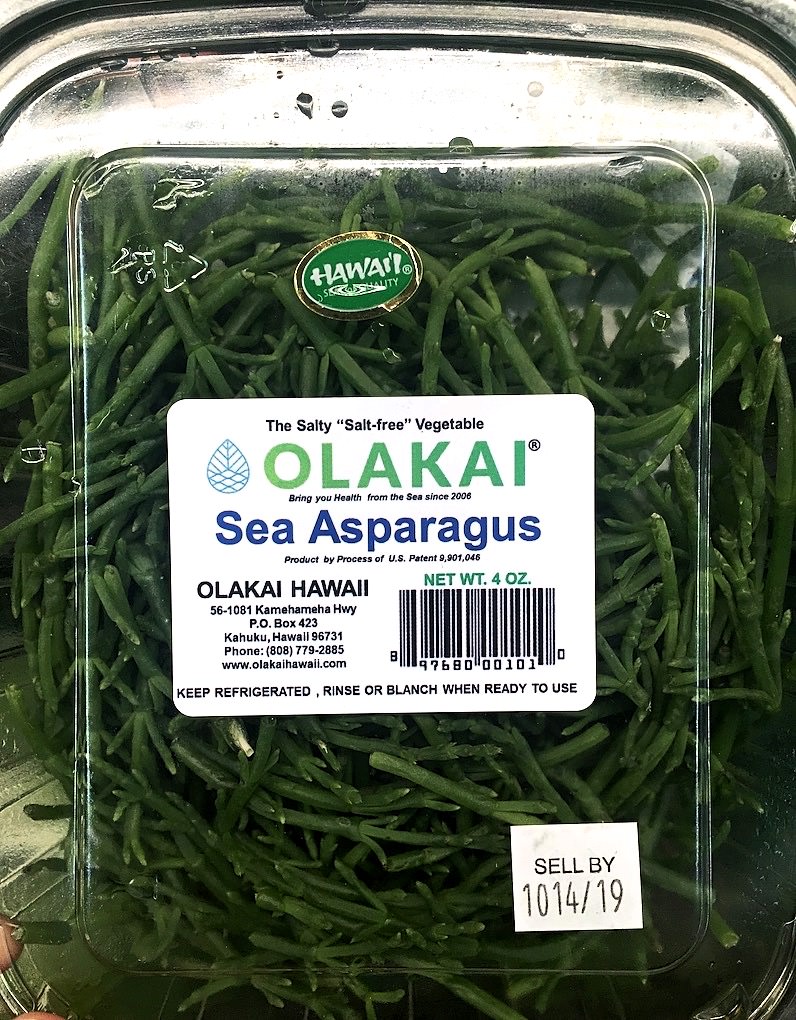 HAWAI'I®
The Salty "Salt-free" Vegetable
OLAKAI®
Bring you Health from the Sea since 2006
Sea Asparagus
Product by Process of U.S. Patent 9,901,046
OLAKAI HAWAII
56-1081 Kamehameha Hwy
P.O. Box 423
Kahuku, Hawaii 96731
Phone: (808) 779-2885
www.olakaihawaii.com
NET WT. 4 OZ.
8 97680 00101 0
KEEP REFRIGERATED , RINSE OR BLANCH WHEN READY TO USE
SELL BY
1014/19